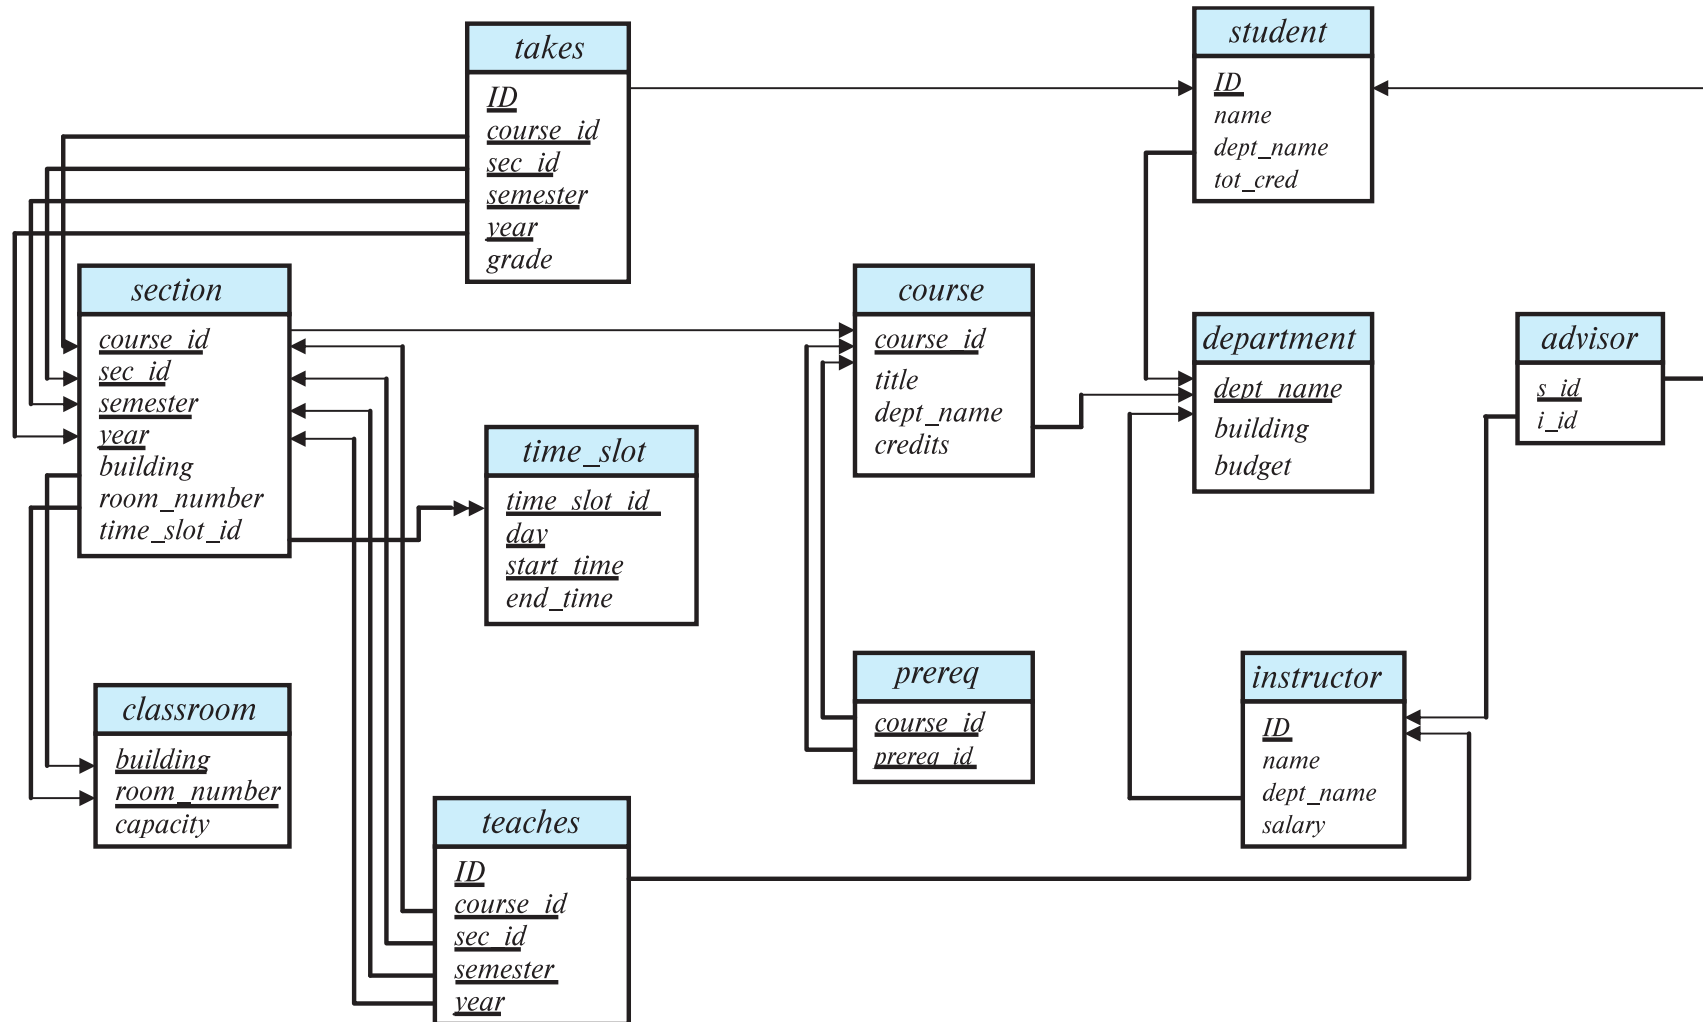 takes
ID
course_id
sec_id
semester
year
grade
student
ID
name
dept_name
tot_cred
section
course_id
sec_id
semester
year
building
room_number
time_slot_id
course
course_id
title
dept_name
credits
department
dept_name
building
budget
advisor
s_id
i_id
time_slot
time_slot_id
day
start_time
end_time
prereq
course_id
prereq_id
instructor
ID
name
dept_name
salary
classroom
building
room_number
capacity
teaches
ID
course_id
sec_id
semester
year